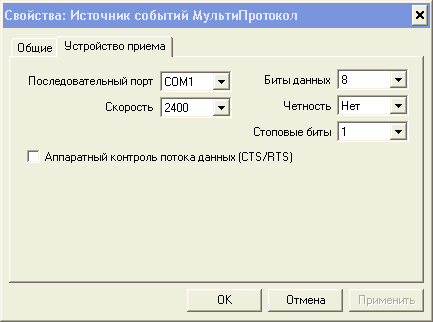 Свойства: Источник событий МультиПротокол
Общие Устройство приема
Последовательный порт COM1 Биты данных 8
Скорость 2400 Четность Нет
Стоповые биты 1
Аппаратный контроль потока данных (CTS/RTS)
OK Отмена Применить